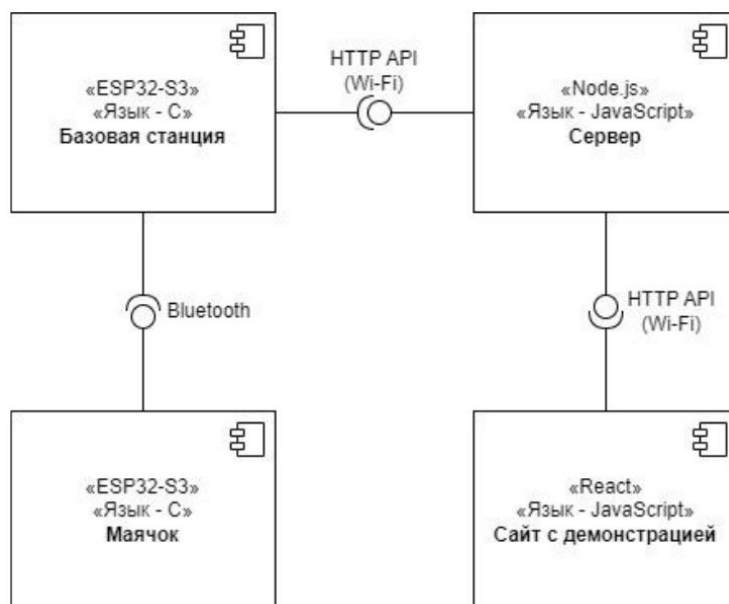 «ESP32-S3»
«Язык - C»
Базовая станция
HTTP API
(Wi-Fi)
«Node.js»
«Язык - JavaScript»
Сервер
Bluetooth
HTTP API
(Wi-Fi)
«ESP32-S3»
«Язык - C»
Маячок
«React»
«Язык - JavaScript»
Сайт с демонстрацией